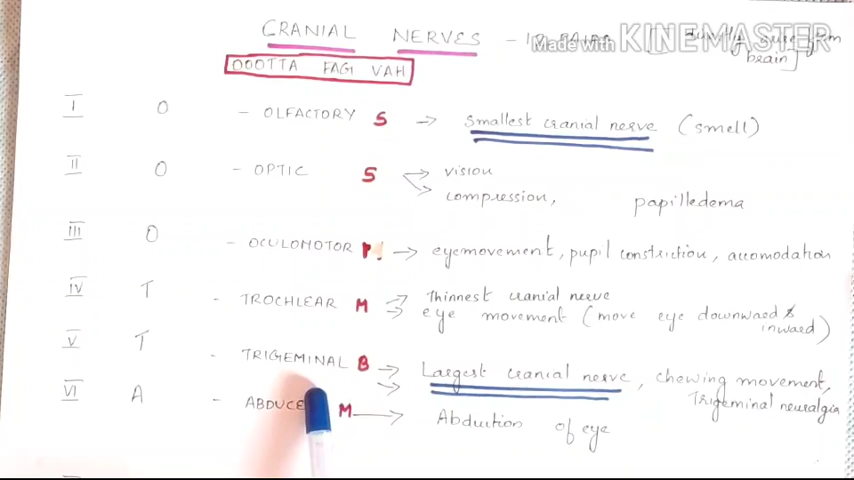 CRANIAL NERVES -
Made with KINEMASTER
brain]
OOOTTA FAGI VAH
I O - OLFACTORY S → Smallest cranial nerve (smell)
II O - OPTIC S → vision
→ compression, papilledema
III O - OCULOMOTOR M → eyemovement, pupil constriction, accomodation
IV T - TROCHLEAR M → Thinnest cranial nerve
→ eye movement (move eye downward & inward)
V T - TRIGEMINAL B → Largest cranial nerve, chewing movement,
→ Trigeminal neuralgia
VI A - ABDUCE M → Abduction of eye